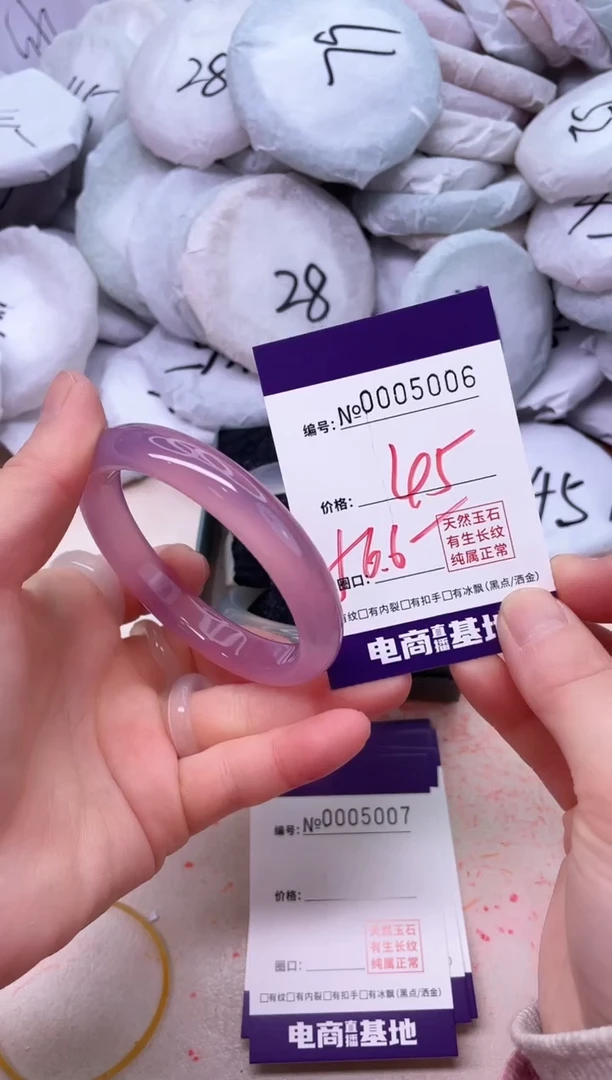 28
28
45
编号: №0005006
价格: 45
天然玉石
有生长纹
纯属正常
圈口:
有纹□有内裂□有扣手□有冰飘(黑点/洒金)
电商直播基地
编号: №0005007
价格:
天然玉石
有生长纹
纯属正常
圈口:
□有纹□有内裂□有扣手□有冰飘(黑点/洒金)
电商直播基地